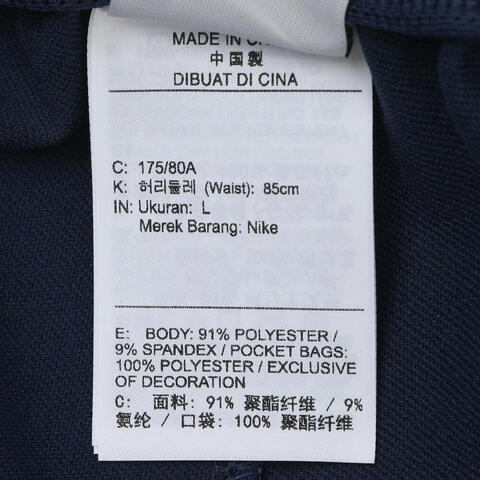 MADE IN
中国製
DIBUAT DI CINA
C: 175/80A
K: 허리둘레 (Waist): 85cm
IN: Ukuran: L
Merek Barang: Nike
E: BODY: 91% POLYESTER /
9% SPANDEX / POCKET BAGS:
100% POLYESTER / EXCLUSIVE
OF DECORATION
C: 面料: 91% 聚酯纤维 / 9%
氨纶 / 口袋: 100% 聚酯纤维